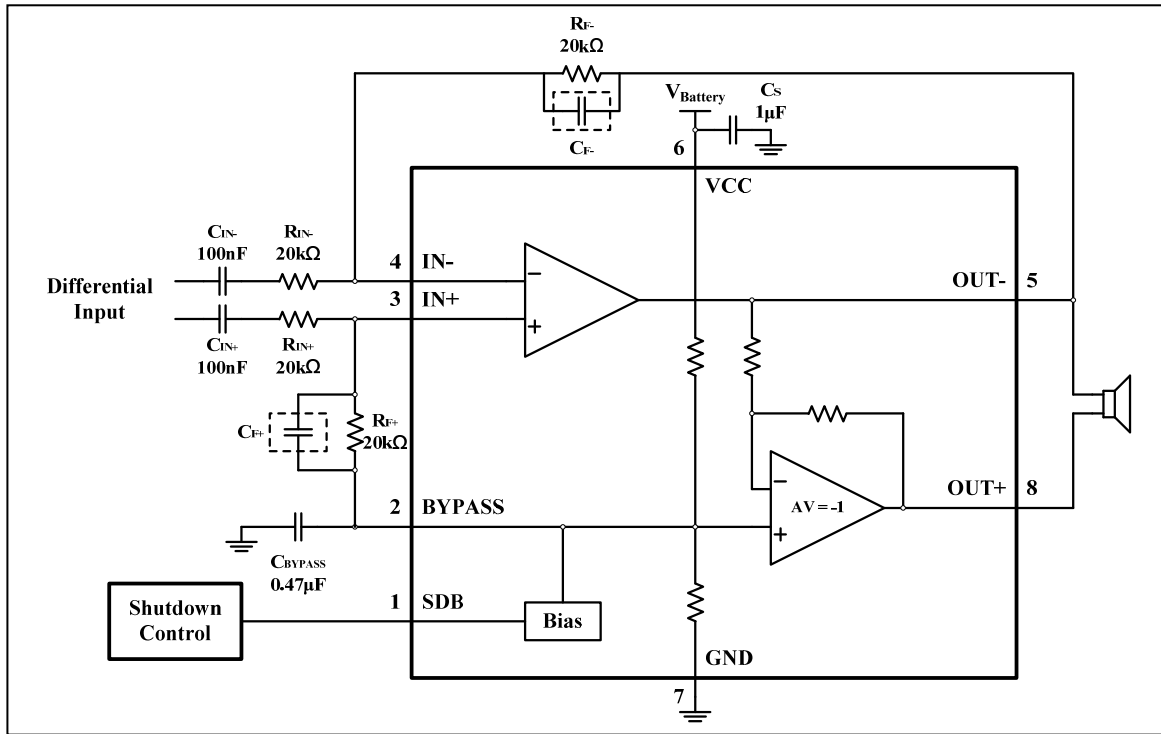 RF-
20kΩ
CF-
VBattery
CS
1µF
6
VCC
CIN-
100nF
RIN-
20kΩ
4 IN-
3 IN+
Differential
Input
CIN+
100nF
RIN+
20kΩ
−
+
OUT- 5
CF+
RF+
20kΩ
2 BYPASS
CBYPASS
0.47µF
−
AV = -1
+
OUT+ 8
Shutdown
Control
1 SDB
Bias
GND
7